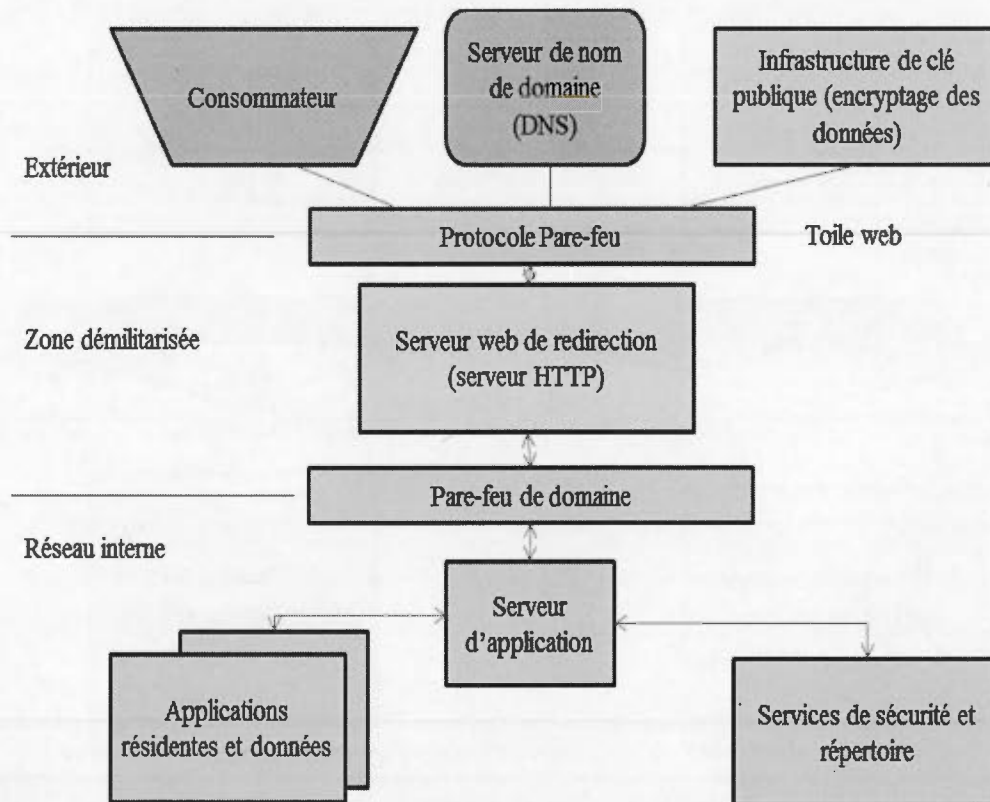 Consommateur
Serveur de nom
de domaine
(DNS)
Infrastructure de clé
publique (encryptage des
données)
Extérieur
Protocole Pare-feu
Toile web
Zone démilitarisée
Serveur web de redirection
(serveur HTTP)
Pare-feu de domaine
Réseau interne
Serveur
d'application
Applications
résidentes et données
Services de sécurité et
répertoire